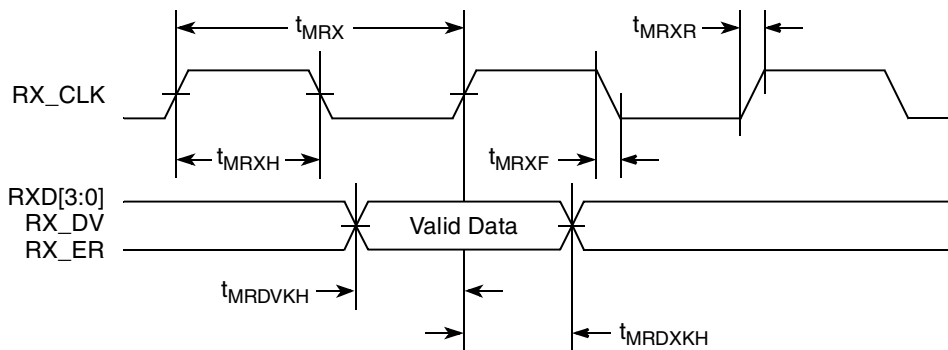 tMRX
tMRXR
RX_CLK
tMRXH
tMRXF
RXD[3:0]
RX_DV
RX_ER
Valid Data
tMRDVKH
tMRDXKH